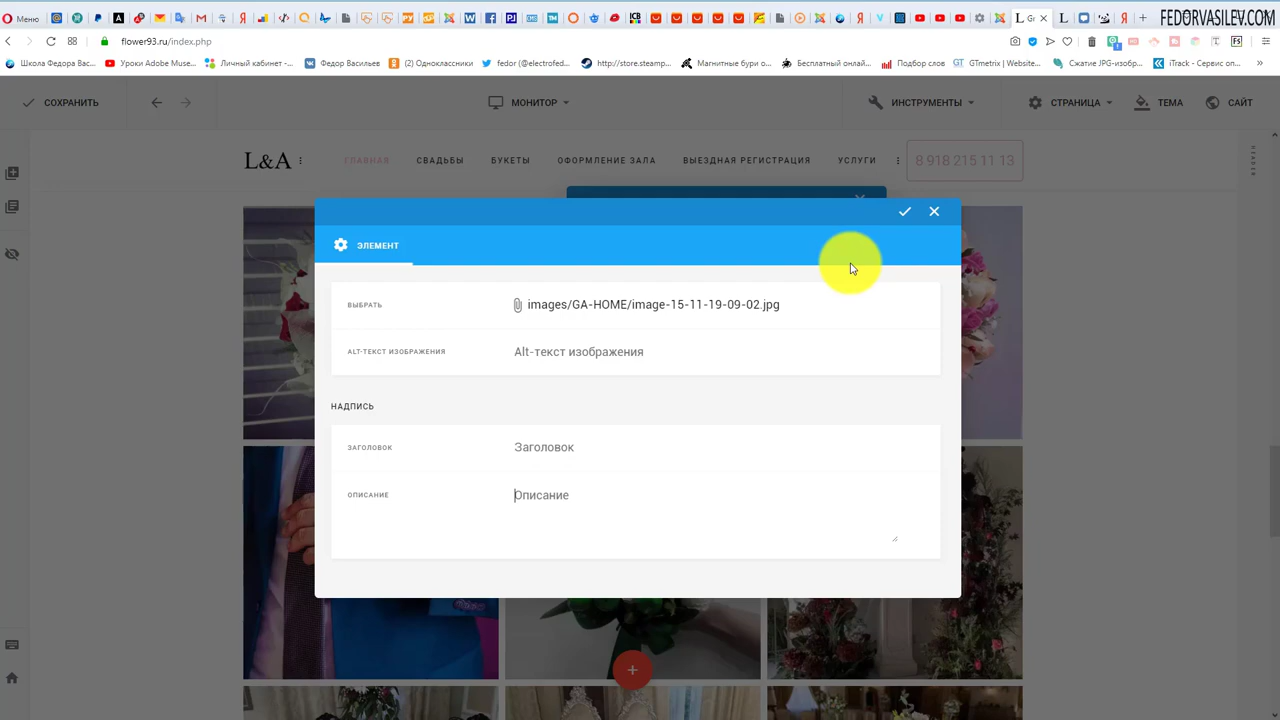 Меню
FEDORVASILEV.COM
flower93.ru/index.php
Школа Федора Вас...
Уроки Adobe Muse...
Личный кабинет -...
Федор Васильев
(2) Одноклассники
fedor (@electrofed...
http://store.steamp...
Магнитные бури о...
Бесплатный онлай...
Подбор слов
GTmetrix | Website...
Сжатие JPG-изобр...
iTrack - Сервис оп...
СОХРАНИТЬ
МОНИТОР
ИНСТРУМЕНТЫ
СТРАНИЦА
ТЕМА
САЙТ
L&A
ГЛАВНАЯ
СВАДЬБЫ
БУКЕТЫ
ОФОРМЛЕНИЕ ЗАЛА
ВЫЕЗДНАЯ РЕГИСТРАЦИЯ
УСЛУГИ
8 918 215 11 13
HEADER
ЭЛЕМЕНТ
ВЫБРАТЬ
images/GA-HOME/image-15-11-19-09-02.jpg
ALT-ТЕКСТ ИЗОБРАЖЕНИЯ
Alt-текст изображения
НАДПИСЬ
ЗАГОЛОВОК
Заголовок
ОПИСАНИЕ
Описание